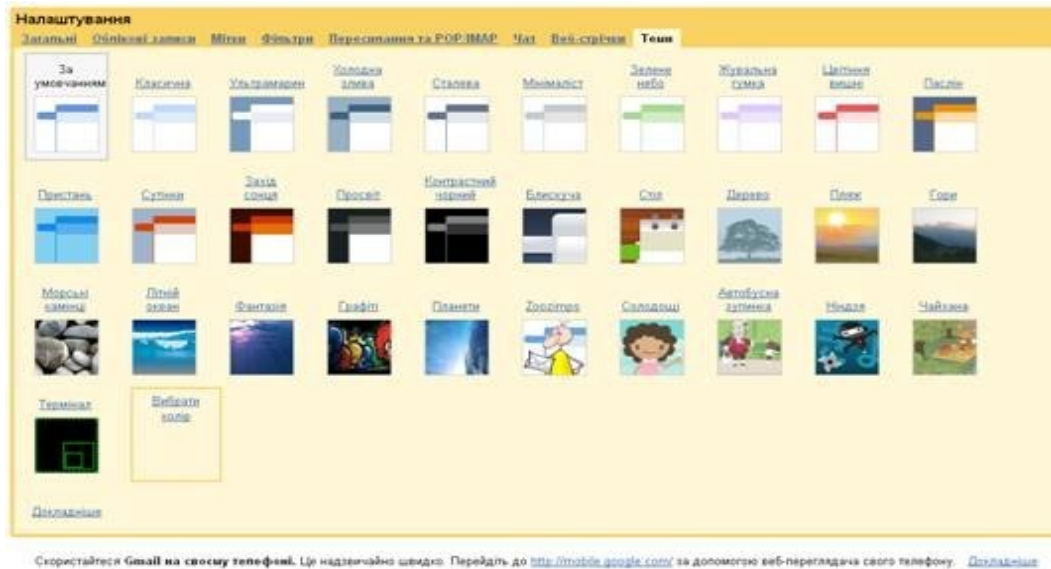 Налаштування
Загальні Облікові записи Мітки Фільтри Пересилання та POP/IMAP Чат Веб-стрічки Теми
За умовчанням Класична Ультрамарин Холодна злива Сталева Мінімаліст Зелене небо Жувальна гумка Цвітіння вишні Паслін
Пристань Сутінки Захід сонця Просвіт Контрастний чорний Блискуча Стіл Дерево Пляж Гори
Морські камінці Літній океан Фантазія Графіті Планети Zoozimps Солодощі Автобусна зупинка Ніндзя Чайхана
Термінал Вибрати колір
Докладніше
Скористайтеся Gmail на своєму телефоні. Це надзвичайно швидко. Перейдіть до http://mobile.google.com/ за допомогою веб-переглядача свого телефону. Докладніше